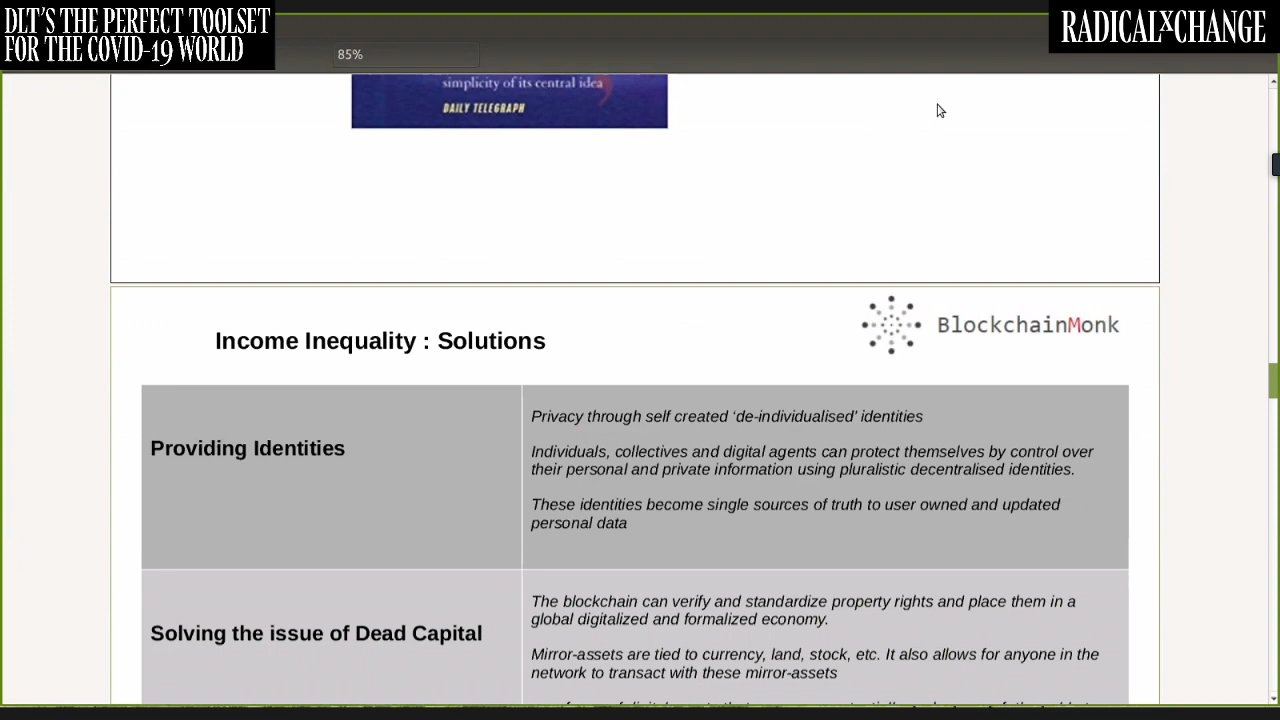 DLT'S THE PERFECT TOOLSET
FOR THE COVID-19 WORLD
RADICALXCHANGE
85%
simplicity of its central idea
DAILY TELEGRAPH
Income Inequality : Solutions
BlockchainMonk
Providing Identities
Privacy through self created ‘de-individualised’ identities
Individuals, collectives and digital agents can protect themselves by control over
their personal and private information using pluralistic decentralised identities.
These identities become single sources of truth to user owned and updated
personal data
Solving the issue of Dead Capital
The blockchain can verify and standardize property rights and place them in a
global digitalized and formalized economy.
Mirror-assets are tied to currency, land, stock, etc. It also allows for anyone in the
network to transact with these mirror-assets